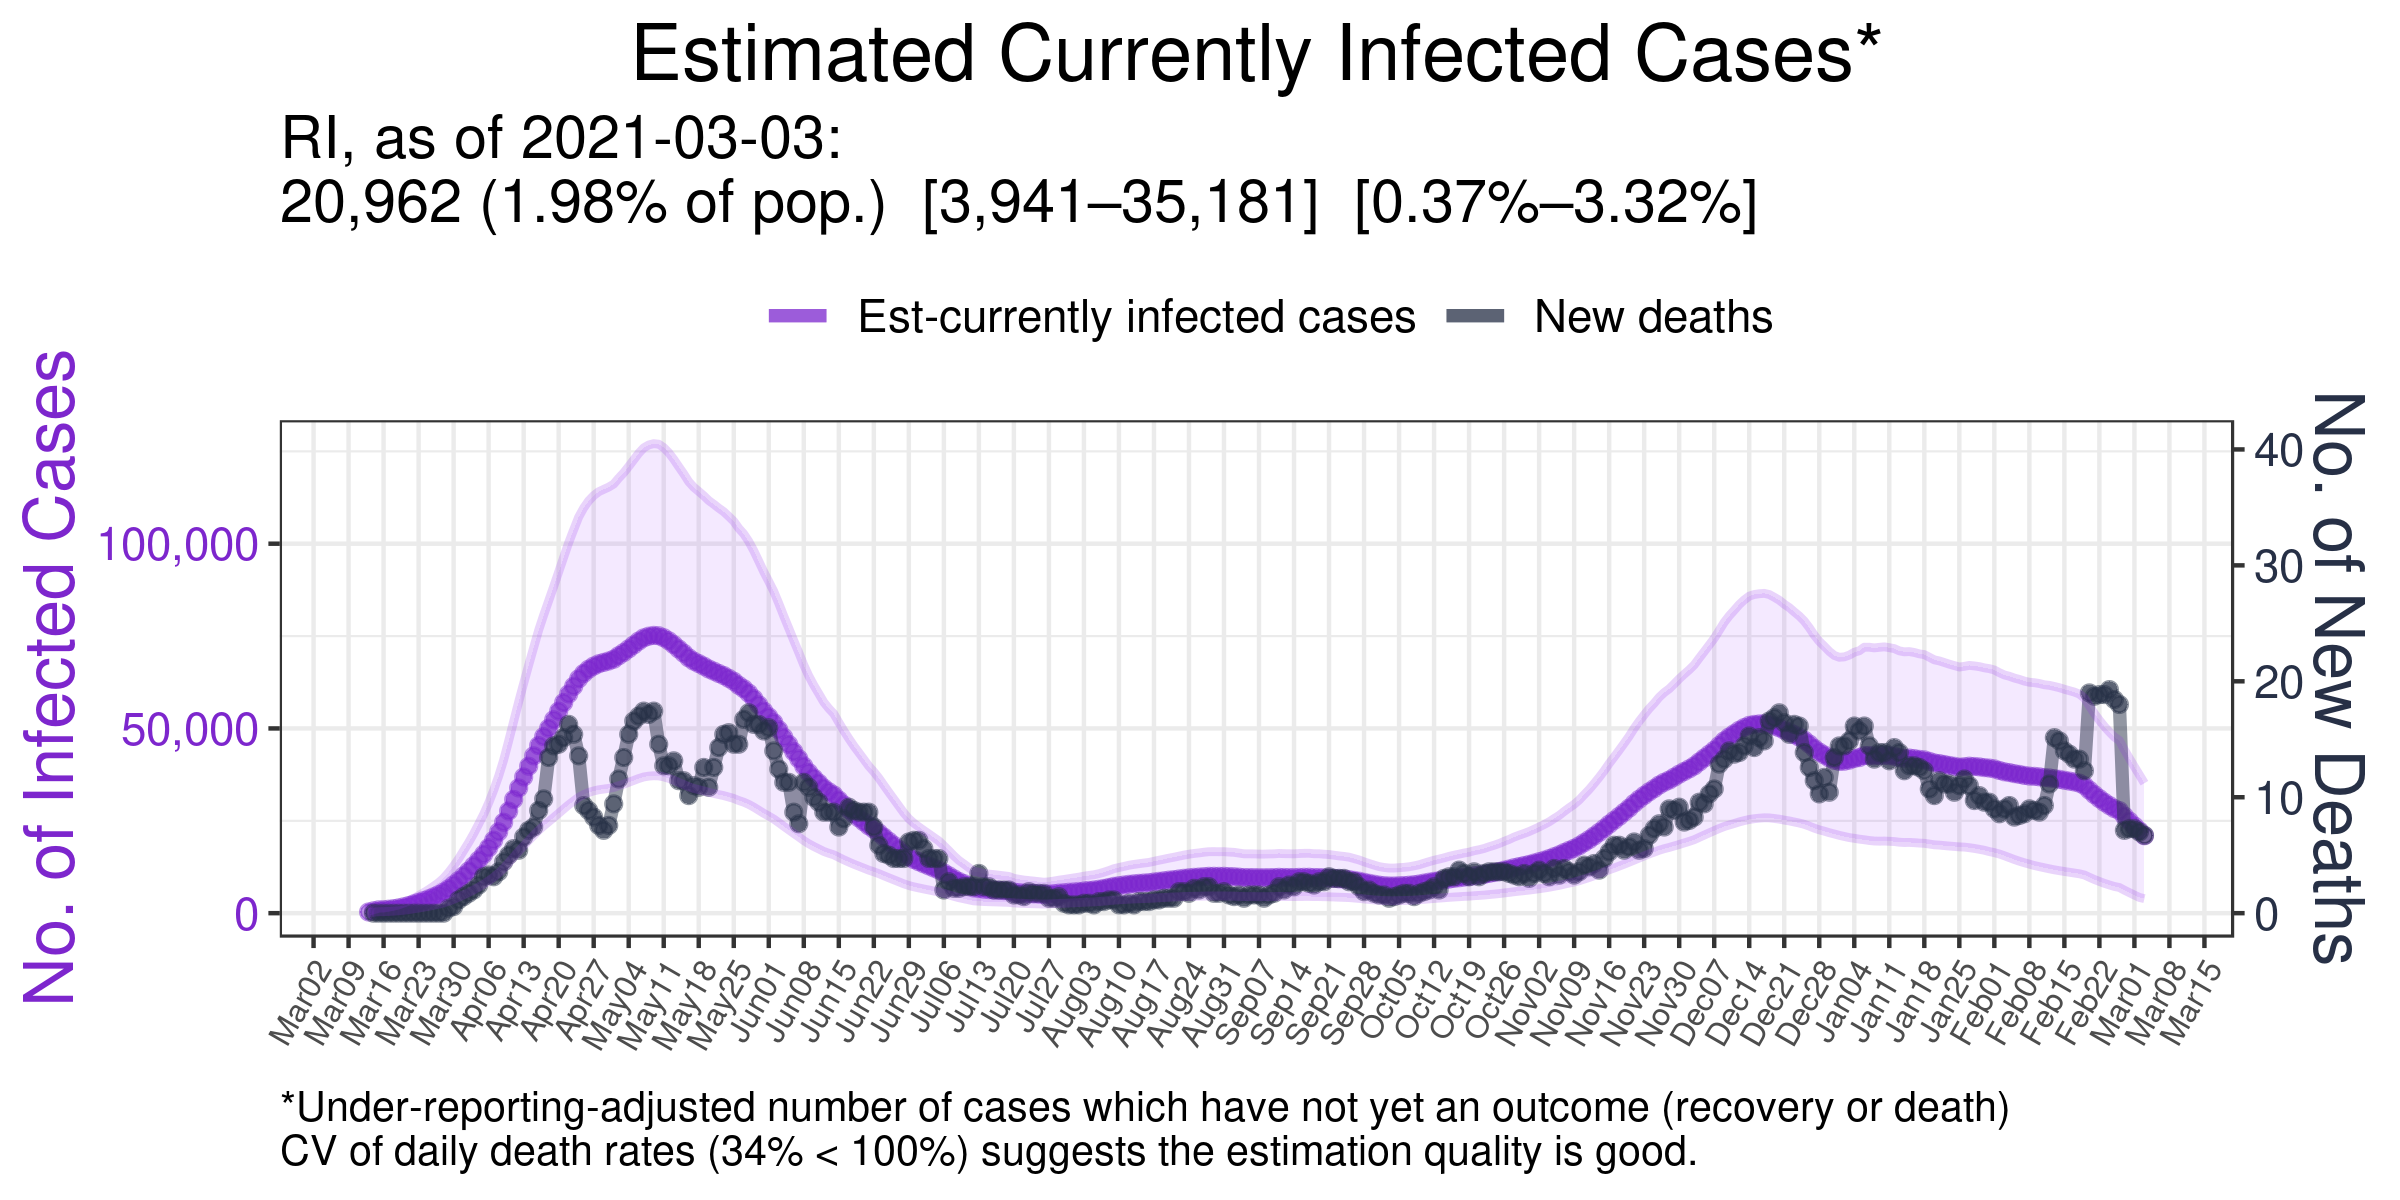 Estimated Currently Infected Cases*
RI, as of 2021-03-03:
20,962 (1.98% of pop.)  [3,941–35,181]  [0.37%–3.32%]
Est-currently infected cases
New deaths
No. of Infected Cases
100,000
50,000
0
40
30
20
10
0
No. of New Deaths
Mar02
Mar09
Mar16
Mar23
Mar30
Apr06
Apr13
Apr20
Apr27
May04
May11
May18
May25
Jun01
Jun08
Jun15
Jun22
Jun29
Jul06
Jul13
Jul20
Jul27
Aug03
Aug10
Aug17
Aug24
Aug31
Sep07
Sep14
Sep21
Sep28
Oct05
Oct12
Oct19
Oct26
Nov02
Nov09
Nov16
Nov23
Nov30
Dec07
Dec14
Dec21
Dec28
Jan04
Jan11
Jan18
Jan25
Feb01
Feb08
Feb15
Feb22
Mar01
Mar08
Mar15
*Under-reporting-adjusted number of cases which have not yet an outcome (recovery or death)
CV of daily death rates (34% < 100%) suggests the estimation quality is good.